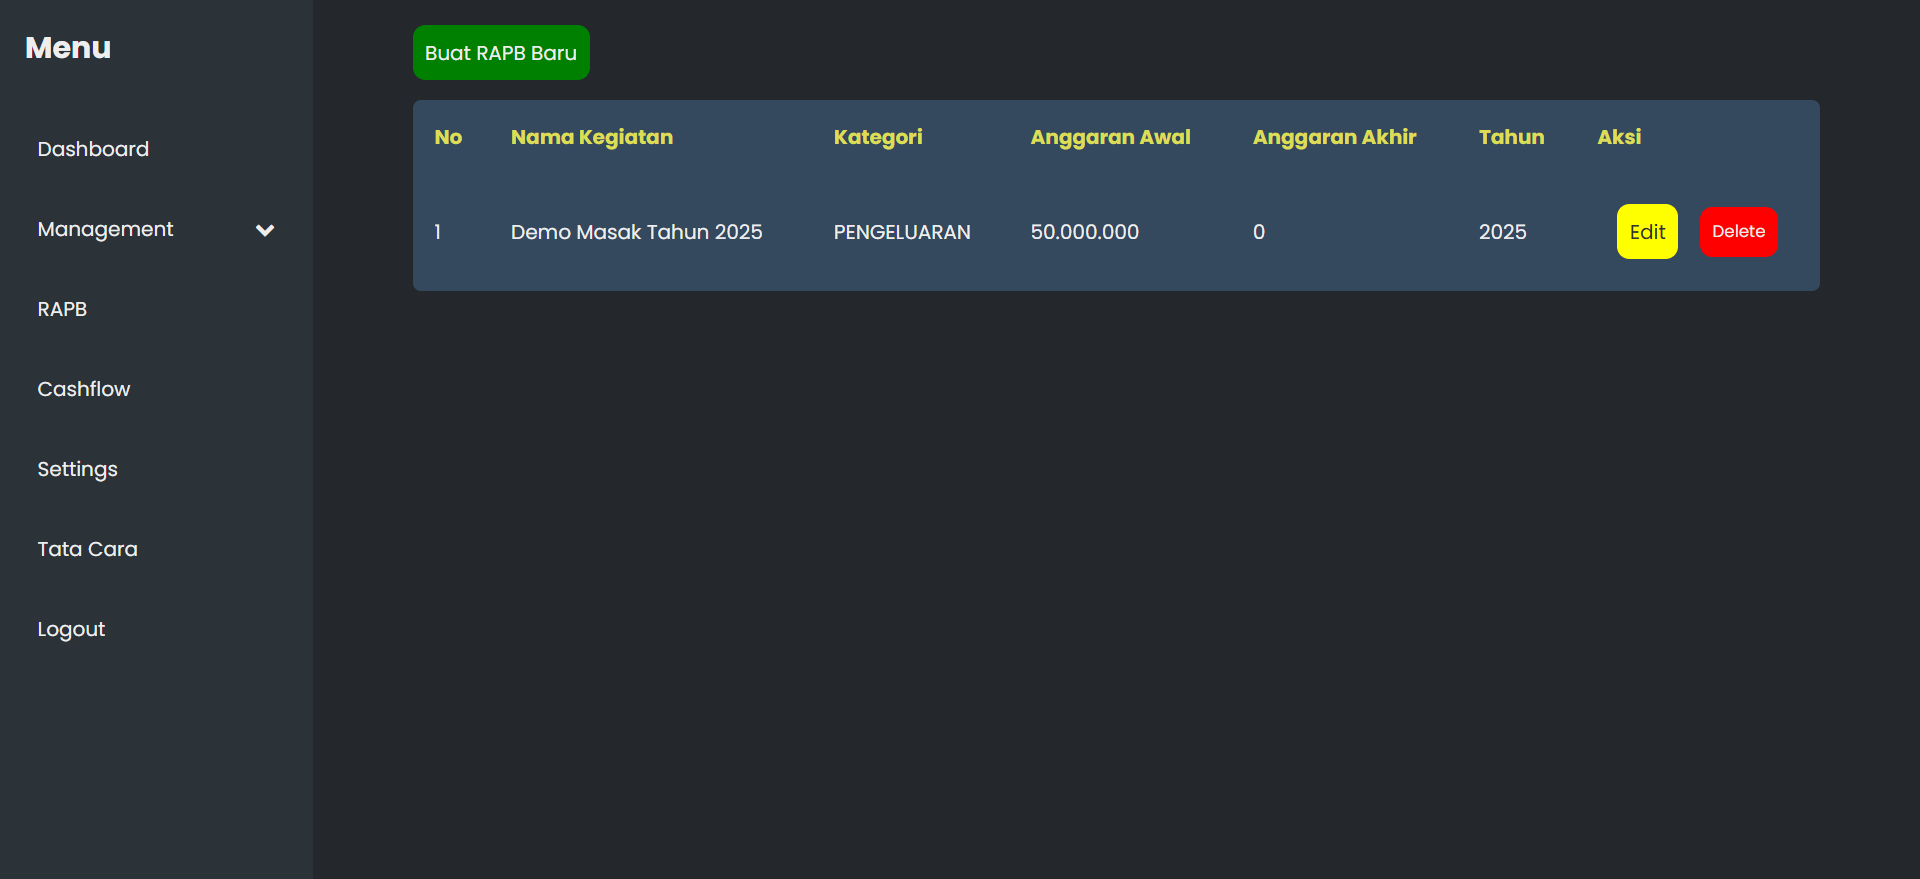 Menu
Dashboard
Management
RAPB
Cashflow
Settings
Tata Cara
Logout
Buat RAPB Baru
No Nama Kegiatan Kategori Anggaran Awal Anggaran Akhir Tahun Aksi
1 Demo Masak Tahun 2025 PENGELUARAN 50.000.000 0 2025 Edit Delete